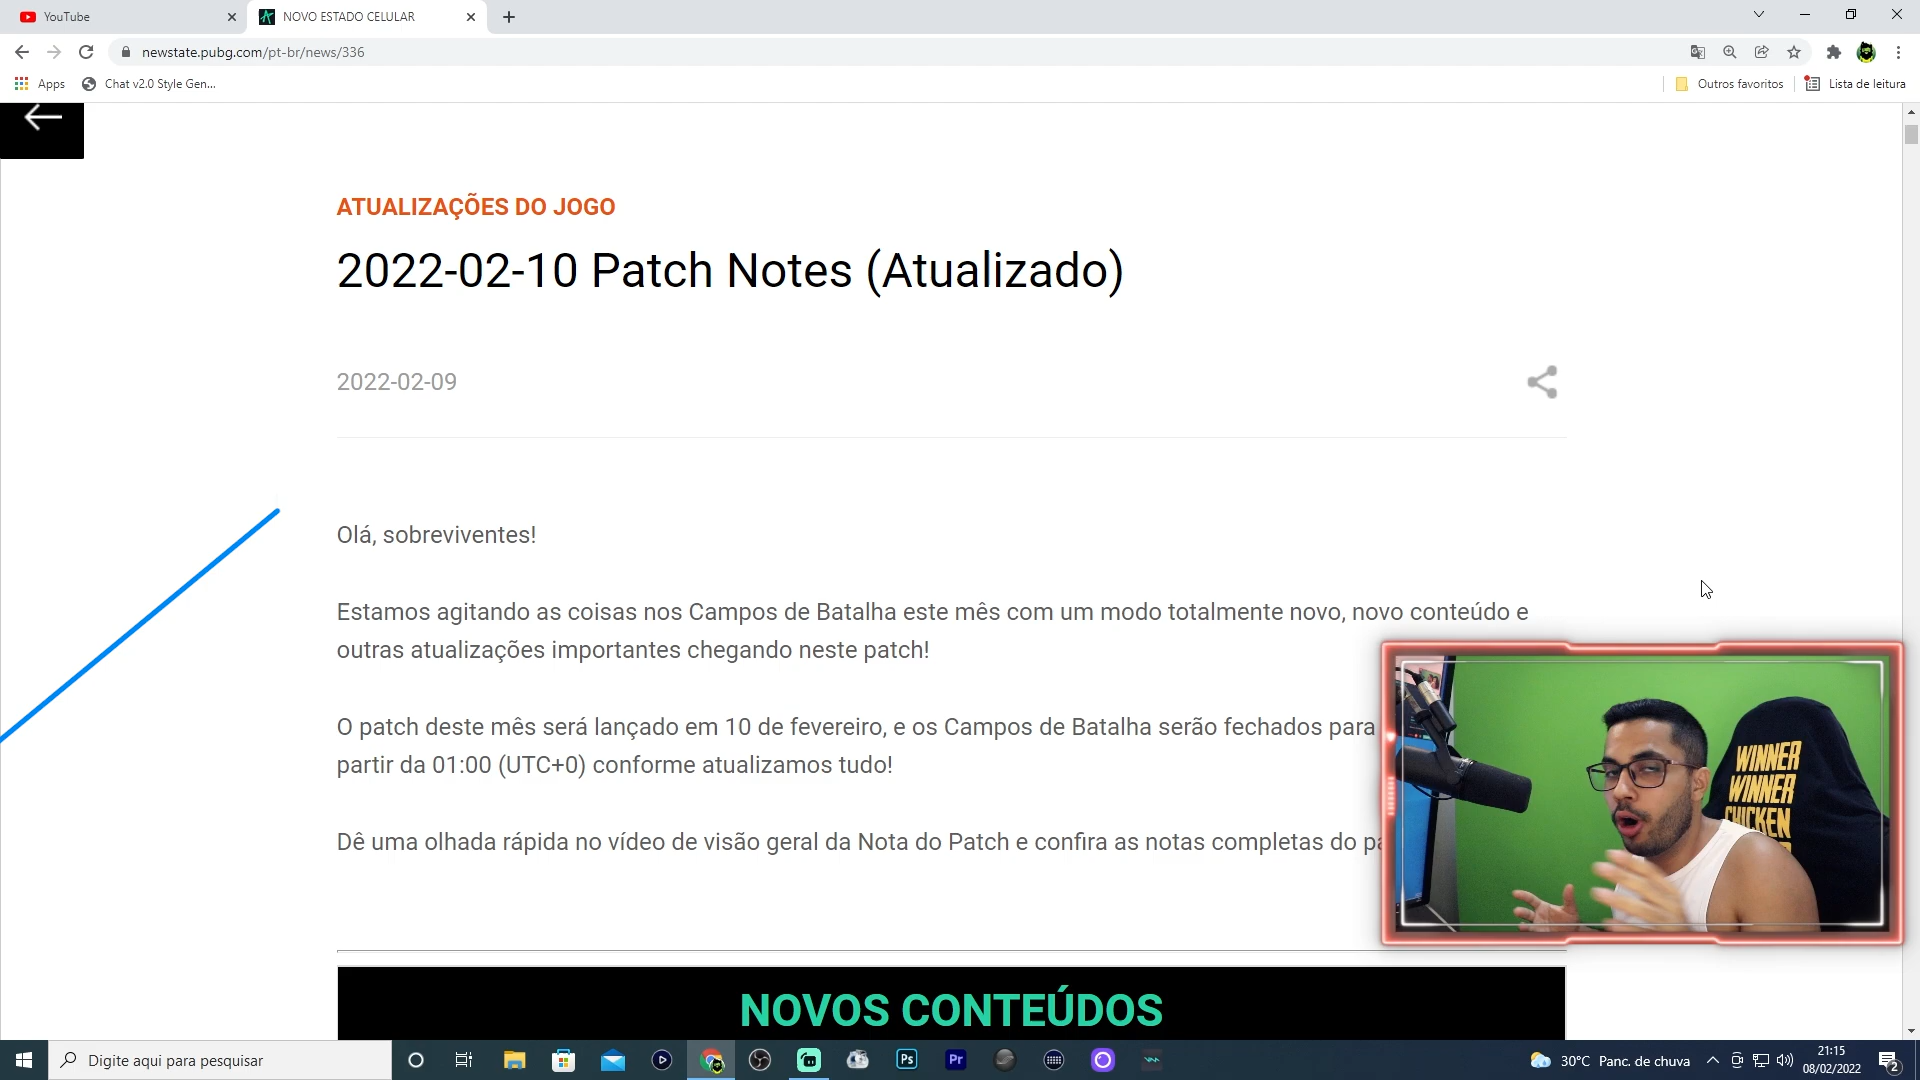 YouTube
NOVO ESTADO CELULAR
newstate.pubg.com/pt-br/news/336
Apps
Chat v2.0 Style Gen...
Outros favoritos
Lista de leitura
ATUALIZAÇÕES DO JOGO
2022-02-10 Patch Notes (Atualizado)
2022-02-09
Olá, sobreviventes!
Estamos agitando as coisas nos Campos de Batalha este mês com um modo totalmente novo, novo conteúdo e
outras atualizações importantes chegando neste patch!
O patch deste mês será lançado em 10 de fevereiro, e os Campos de Batalha serão fechados para
partir da 01:00 (UTC+0) conforme atualizamos tudo!
Dê uma olhada rápida no vídeo de visão geral da Nota do Patch e confira as notas completas do
WINNER
WINNER
CHICKEN
NOVOS CONTEÚDOS
Digite aqui para pesquisar
Ps
Pr
30°C Panc. de chuva
21:15
08/02/2022
2